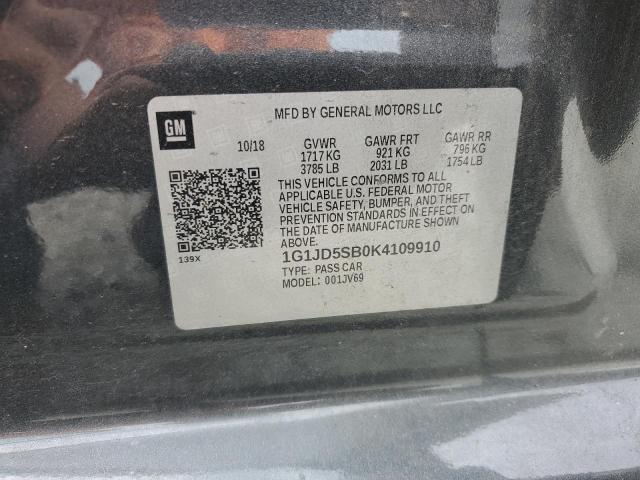 GM
MFD BY GENERAL MOTORS LLC
10/18 GVWR GAWR FRT GAWR RR
1717 KG 921 KG 796 KG
3785 LB 2031 LB 1754 LB
THIS VEHICLE CONFORMS TO ALL
APPLICABLE U.S. FEDERAL MOTOR
VEHICLE SAFETY, BUMPER, AND THEFT
PREVENTION STANDARDS IN EFFECT ON
THE DATE OF MANUFACTURE SHOWN
ABOVE.
139X
1G1JD5SB0K4109910
TYPE: PASS CAR
MODEL: 001JV69